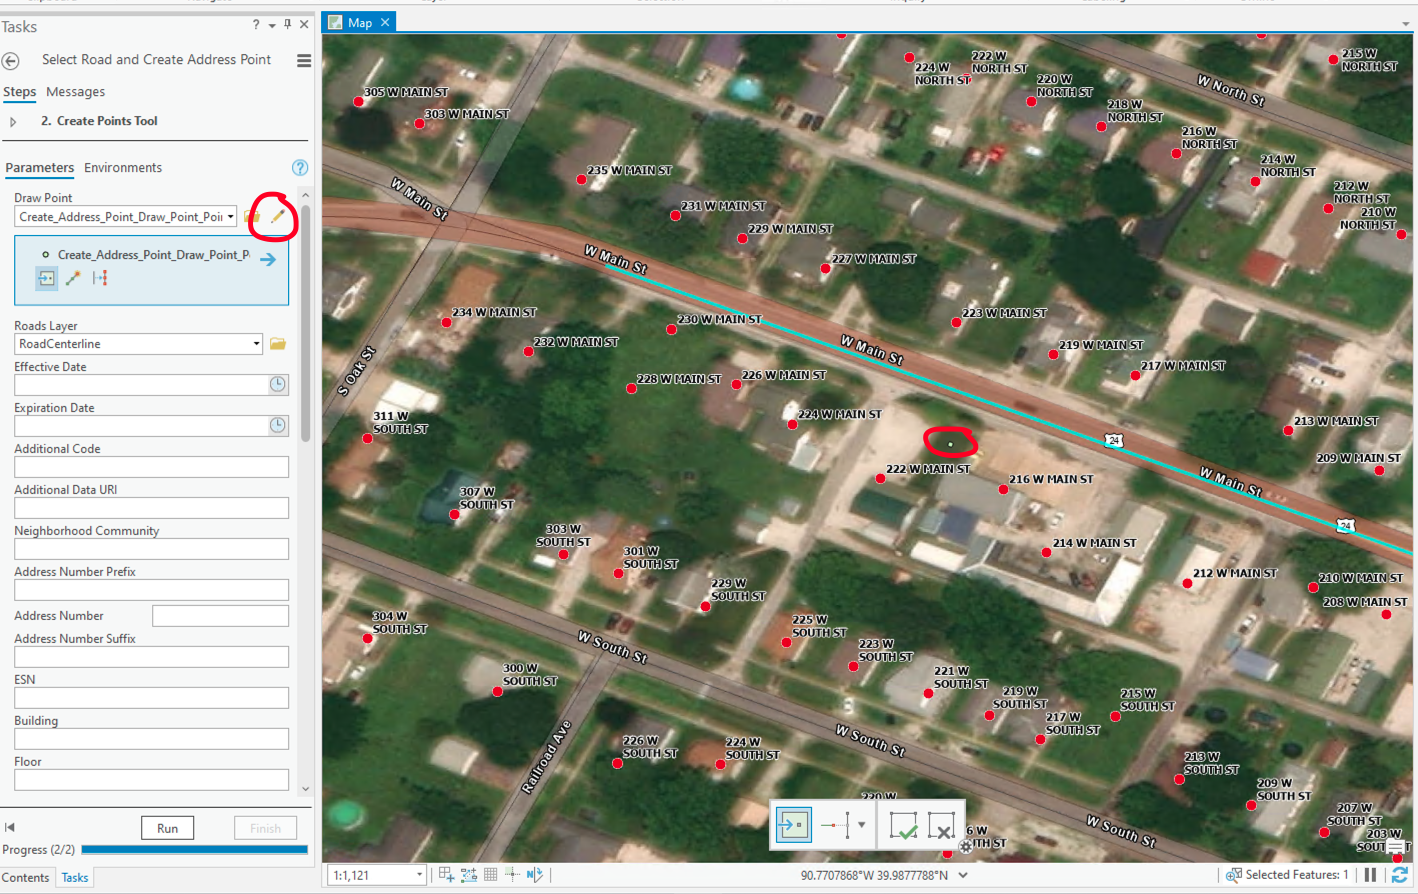 Map
Tasks
Select Road and Create Address Point
Steps
Messages
2. Create Points Tool
Parameters
Environments
Draw Point
Create_Address_Point_Draw_Point_Poi
Create_Address_Point_Draw_Point_P
Roads Layer
RoadCenterline
Effective Date
Expiration Date
Additional Code
Additional Data URI
Neighborhood Community
Address Number Prefix
Address Number
Address Number Suffix
ESN
Building
Floor
Run
Finish
Progress (2/2)
Contents
Tasks
224 W
NORTH ST
222 W
NORTH ST
215 W
NORTH ST
220 W
NORTH ST
W North St
305 W MAIN ST
303 W MAIN ST
218 W
NORTH ST
216 W
NORTH ST
214 W
NORTH ST
235 W MAIN ST
W Main St
212 W
NORTH ST
210 W
NORTH ST
231 W MAIN ST
229 W MAIN ST
W Main St
227 W MAIN ST
234 W MAIN ST
230 W MAIN ST
223 W MAIN ST
232 W MAIN ST
W Main St
219 W MAIN ST
217 W MAIN ST
S Oak St
228 W MAIN ST
226 W MAIN ST
311 W
SOUTH ST
224 W MAIN ST
213 W MAIN ST
24
209 W MAIN ST
222 W MAIN ST
216 W MAIN ST
W Main St
307 W
SOUTH ST
24
303 W
SOUTH ST
301 W
SOUTH ST
214 W MAIN ST
229 W
SOUTH ST
212 W MAIN ST
210 W MAIN ST
208 W MAIN ST
304 W
SOUTH ST
225 W
SOUTH ST
W South St
223 W
SOUTH ST
300 W
SOUTH ST
221 W
SOUTH ST
219 W
SOUTH ST
215 W
SOUTH ST
217 W
SOUTH ST
226 W
SOUTH ST
224 W
SOUTH ST
W South St
Railroad Ave
213 W
SOUTH ST
209 W
SOUTH ST
220 W
207 W
SOUTH ST
W South St
6 W
TH ST
203 W
SOUT
1:1,121
90.7707868°W 39.9877788°N
Selected Features: 1